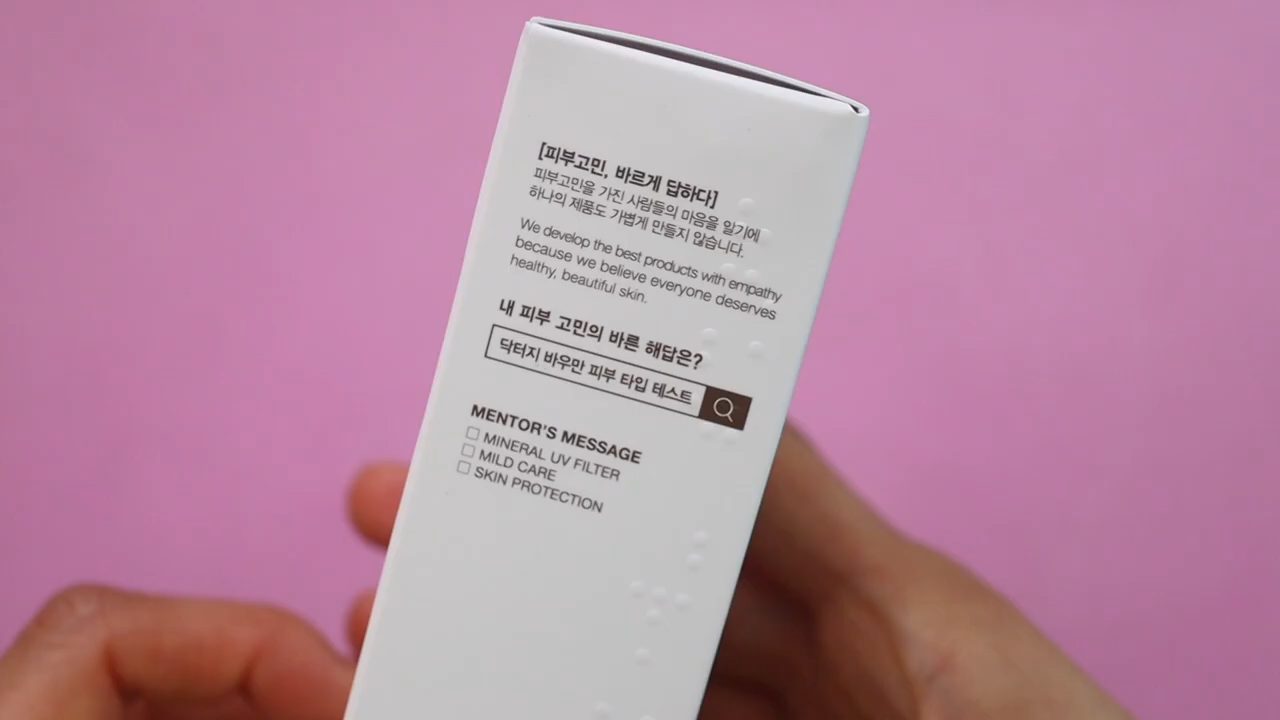 [피부고민, 바르게 답하다]
피부고민을 가진 사람들의 마음을 알기에
하나의 제품도 가볍게 만들지 않습니다.
We develop the best products with empathy
because we believe everyone deserves
healthy, beautiful skin.
내 피부 고민의 바른 해답은?
닥터지 바우만 피부 타입 테스트
MENTOR'S MESSAGE
☐ MINERAL UV FILTER
☐ MILD CARE
☐ SKIN PROTECTION